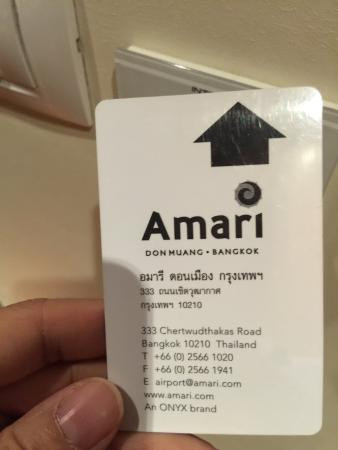 Amari
DON MUANG • BANGKOK
อมารี ดอนเมือง กรุงเทพฯ
333 ถนนเชิดวุฒากาศ
กรุงเทพฯ 10210
333 Chertwudthakas Road
Bangkok 10210 Thailand
T +66 (0) 2566 1020
F +66 (0) 2566 1941
E airport@amari.com
www.amari.com
An ONYX brand